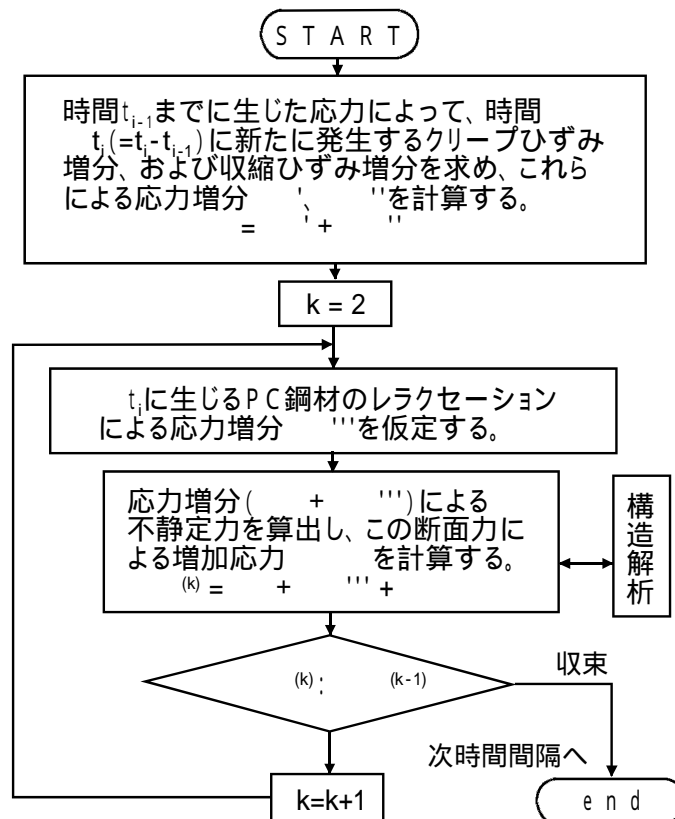 START
時間ti-1までに生じた応力によって、時間
ti(=ti-ti-1)に新たに発生するクリープひずみ
増分、および収縮ひずみ増分を求め、これら
による応力増分 '、 ''を計算する。
= ' + ''
k = 2
tiに生じるPC鋼材のレラクセーション
による応力増分 '''を仮定する。
応力増分( + ''')による
不静定力を算出し、この断面力に
よる増加応力 を計算する。
(k) = + ''' +
構造解析
(k) : (k-1)
収束
次時間間隔へ
k=k+1
end